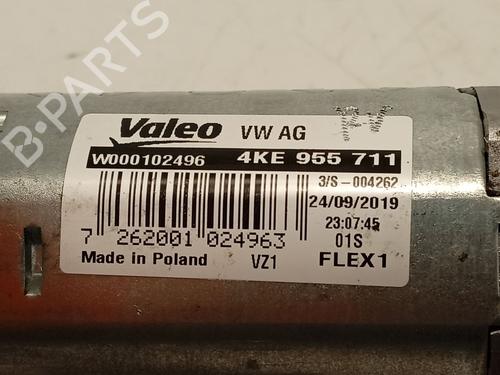 B-PARTS
Valeo VW AG
W000102496 4KE 955 711
3/S-004262
24/09/2019
23:07:45
7 262001 024963 01S
Made in Poland VZ1 FLEX1